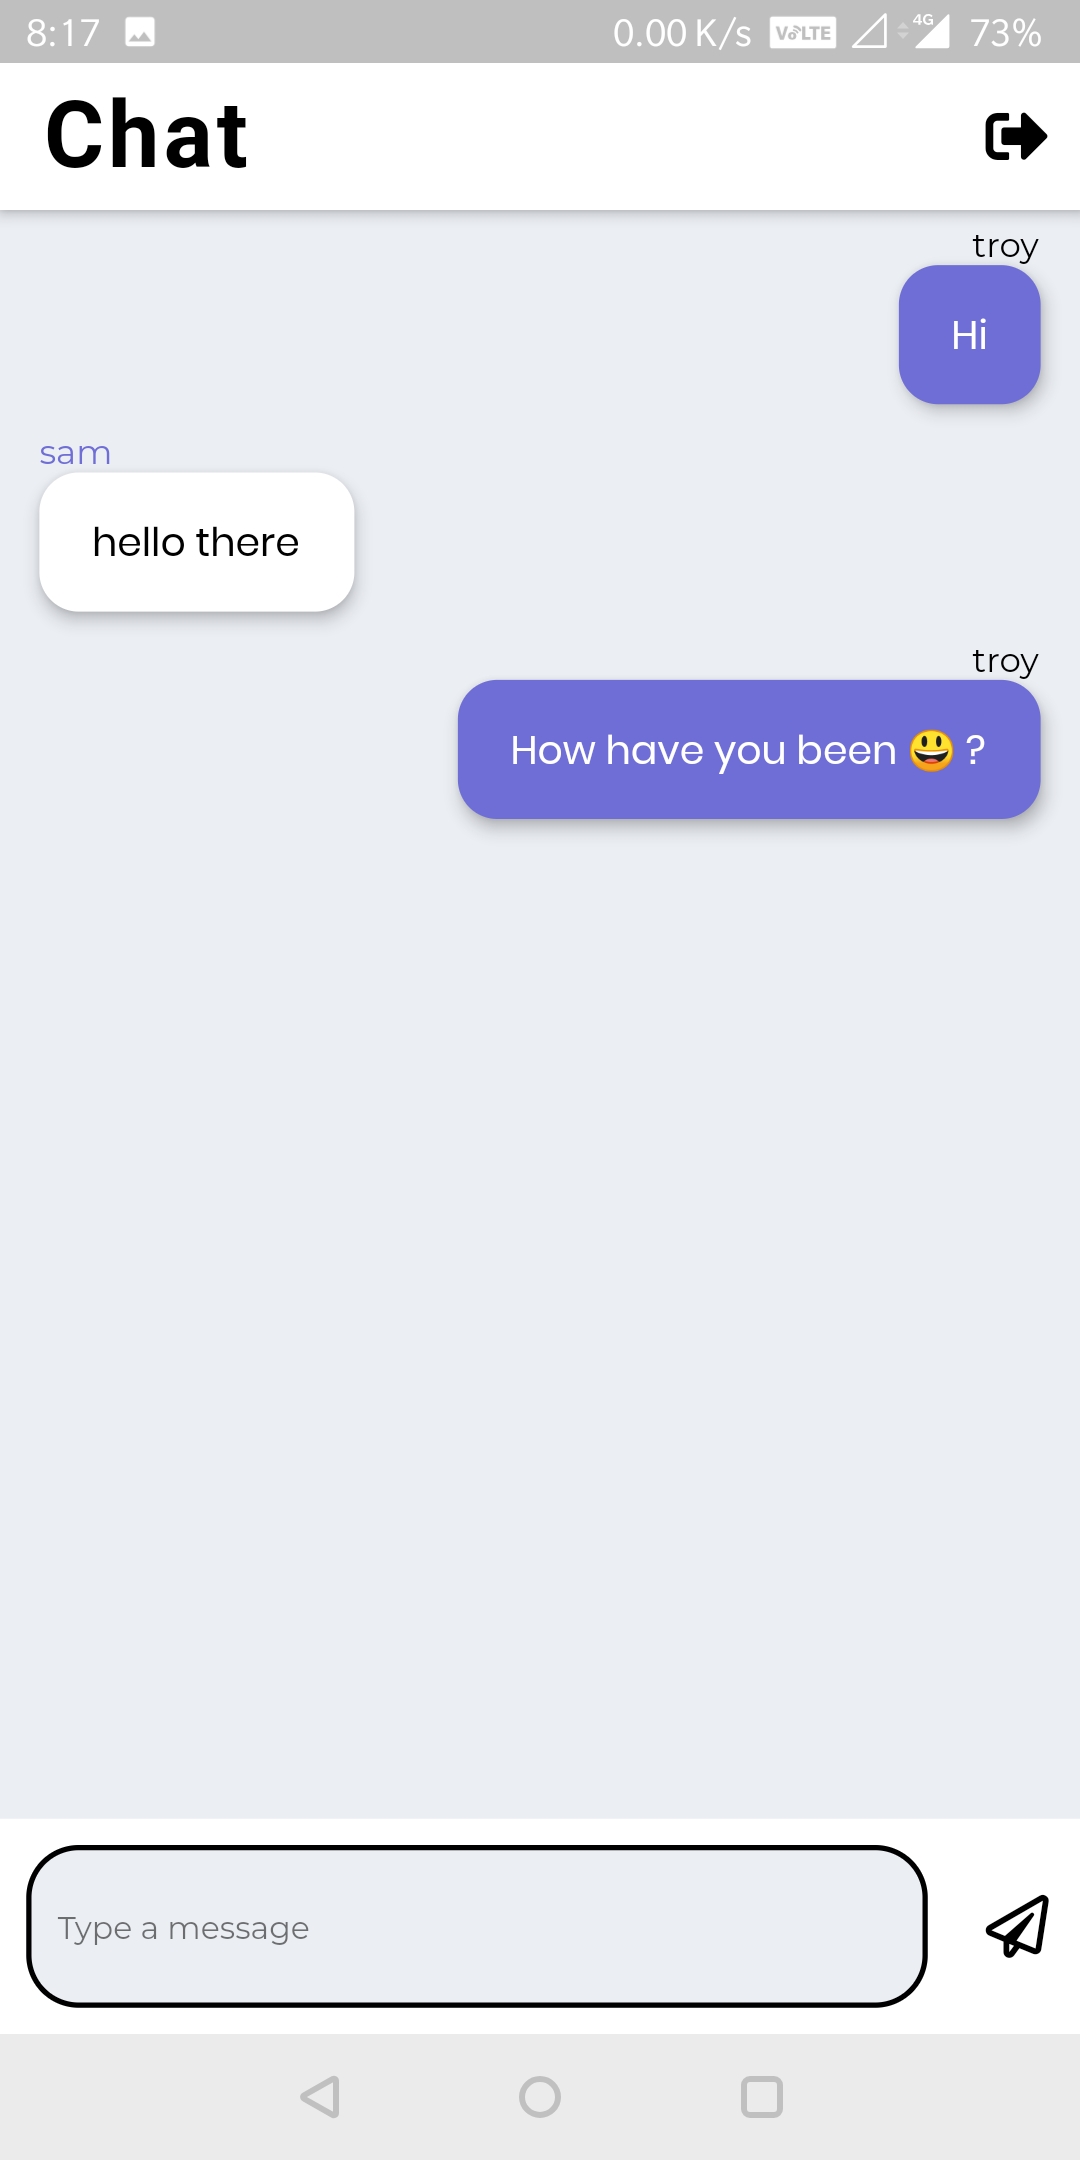 8:17 0.00 K/s VoLTE 4G 73%
Chat
troy
Hi
sam
hello there
troy
How have you been 😃 ?
Type a message